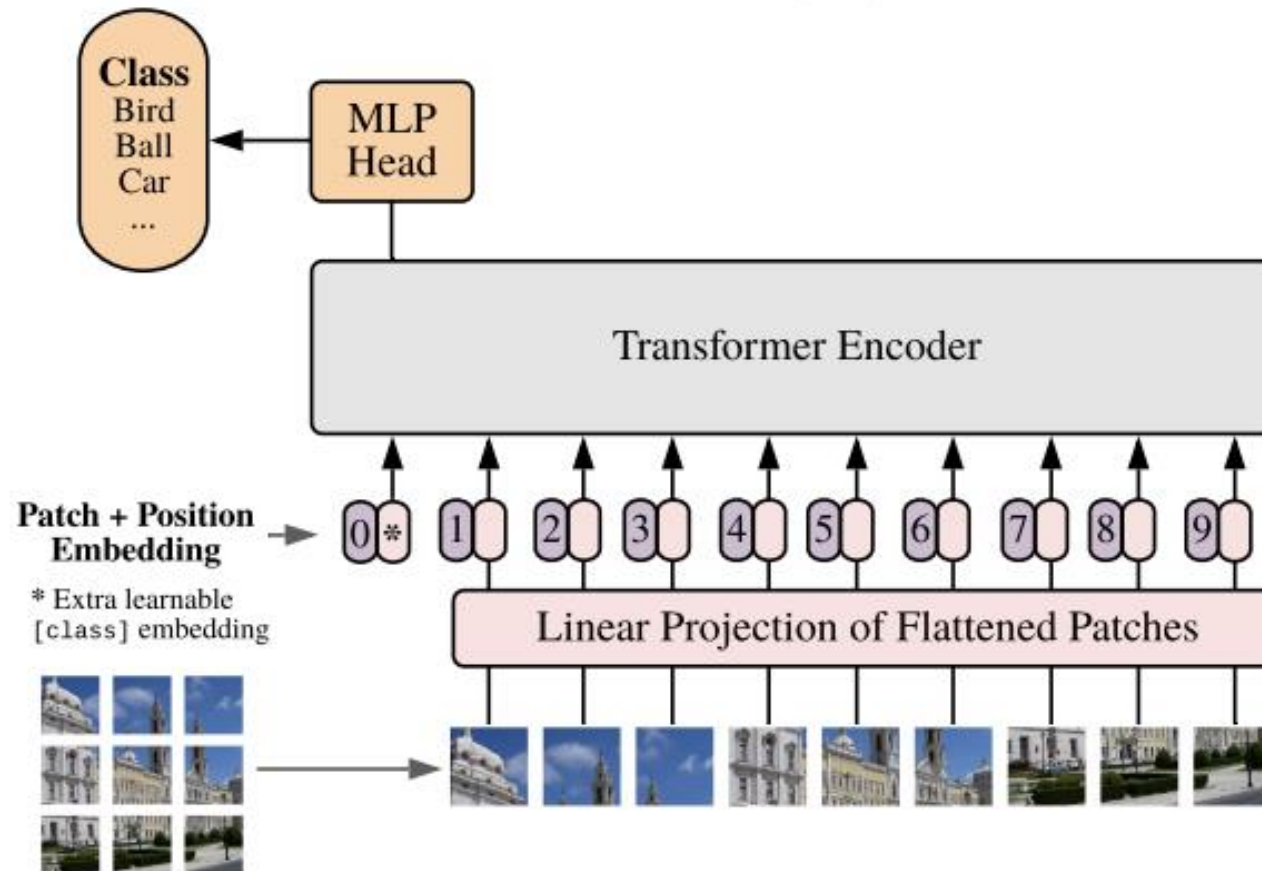 Class
Bird
Ball
Car
...
MLP
Head
Transformer Encoder
Patch + Position
Embedding
0 * 1 2 3 4 5 6 7 8 9
* Extra learnable
[class] embedding
Linear Projection of Flattened Patches